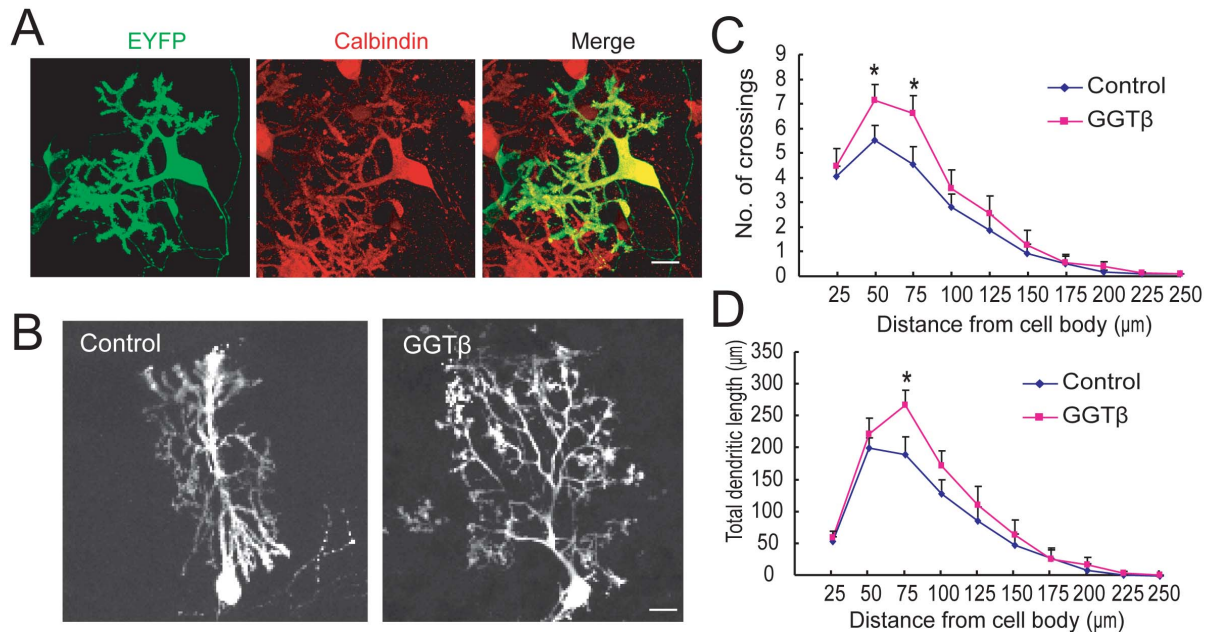 A
EYFP
Calbindin
Merge
B
Control
GGTβ
C
No. of crossings
9
8
7
6
5
4
3
2
1
0
* *
Control
GGTβ
25 50 75 100 125 150 175 200 225 250
Distance from cell body (μm)
D
Total dendritic length (μm)
350
300
250
200
150
100
50
0
*
Control
GGTβ
25 50 75 100 125 150 175 200 225 250
Distance from cell body (μm)